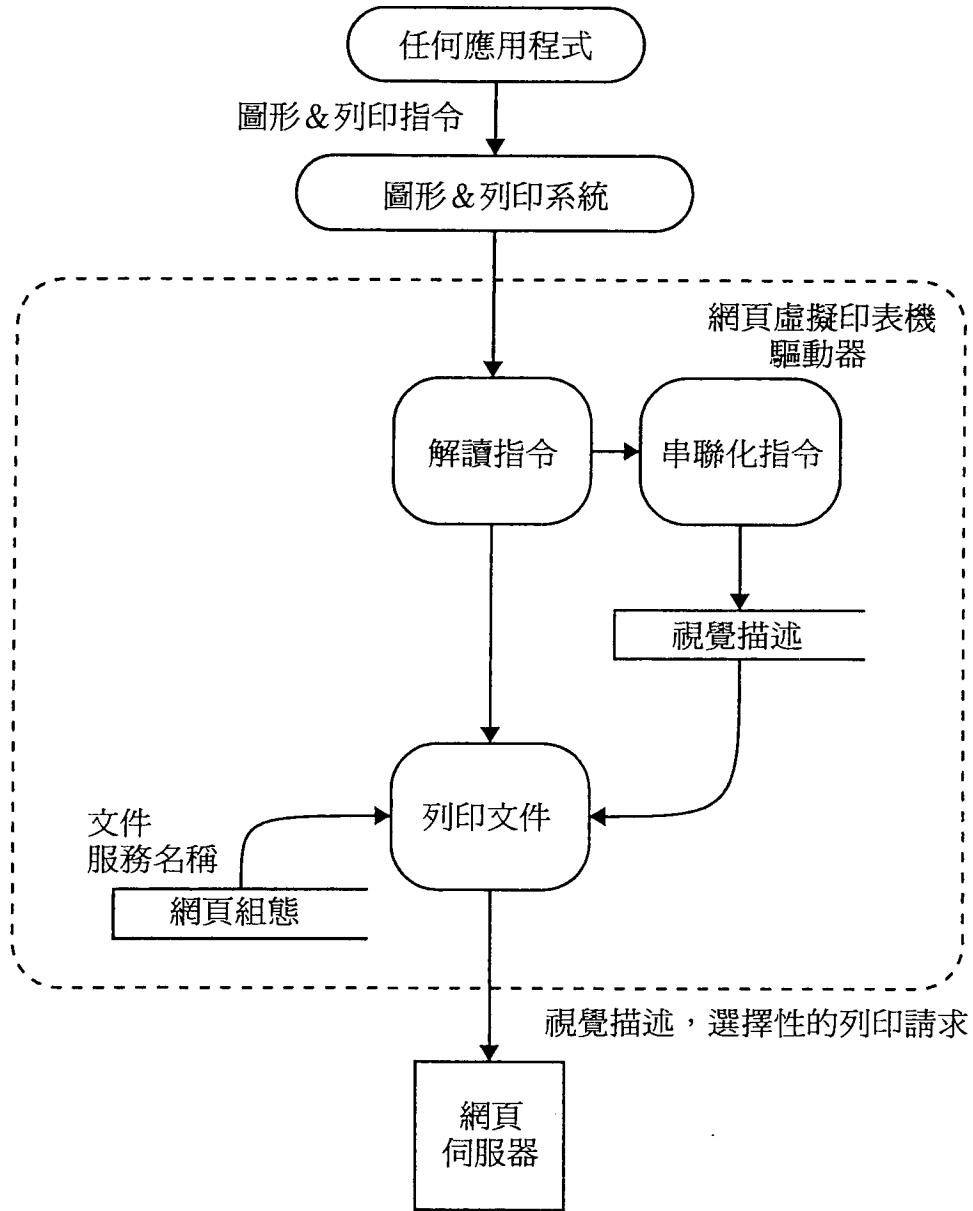 任何應用程式
圖形&列印指令
圖形&列印系統
網頁虛擬印表機
驅動器
解讀指令
串聯化指令
視覺描述
列印文件
文件
服務名稱
網頁組態
視覺描述，選擇性的列印請求
網頁
伺服器